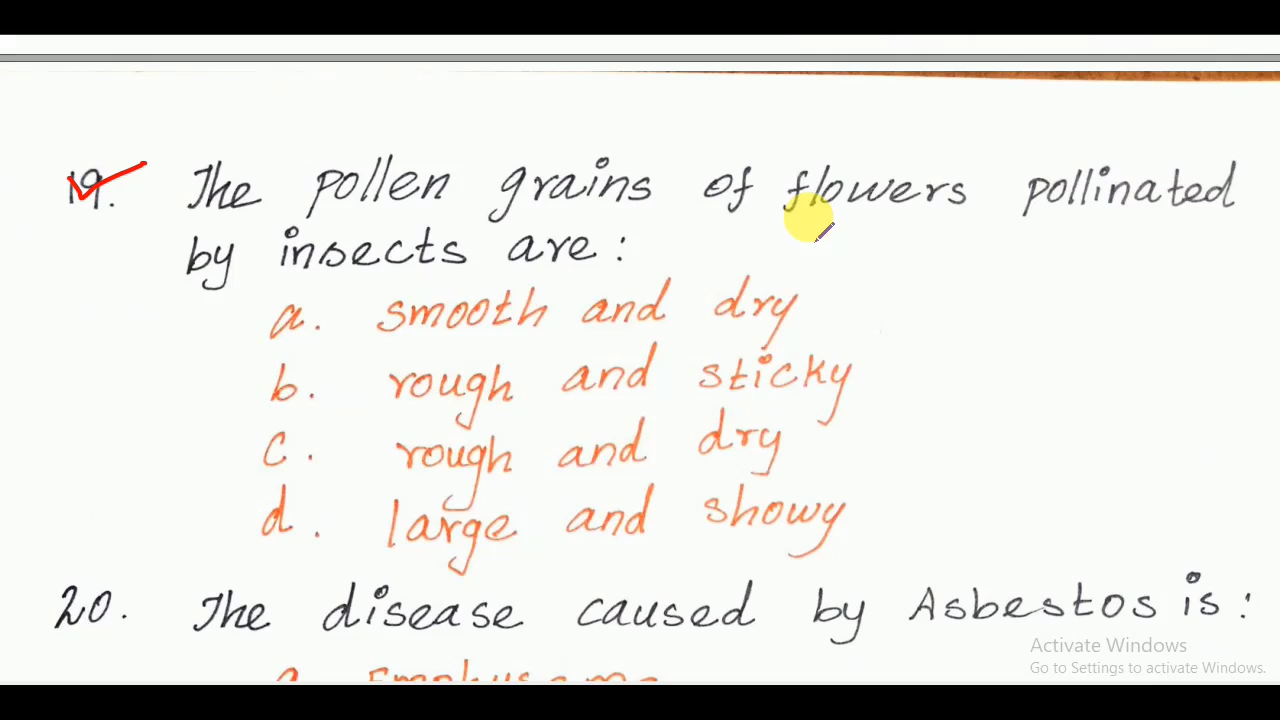 19. The pollen grains of flowers pollinated
by insects are:
a. smooth and dry
b. rough and sticky
c. rough and dry
d. large and showy
20. The disease caused by Asbestos is:
Activate Windows
Go to Settings to activate Windows.